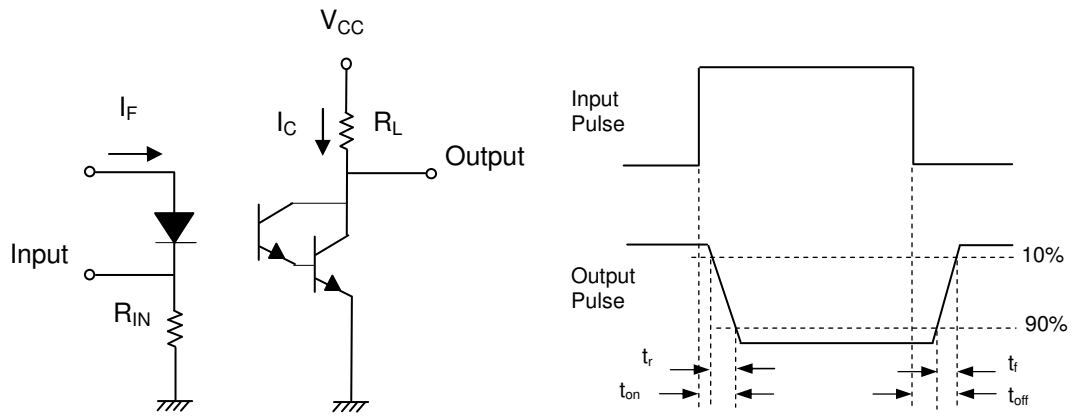 V_CC
I_F
I_C
R_L
Output
Input
R_IN
Input
Pulse
Output
Pulse
10%
90%
t_r
t_f
t_on
t_off